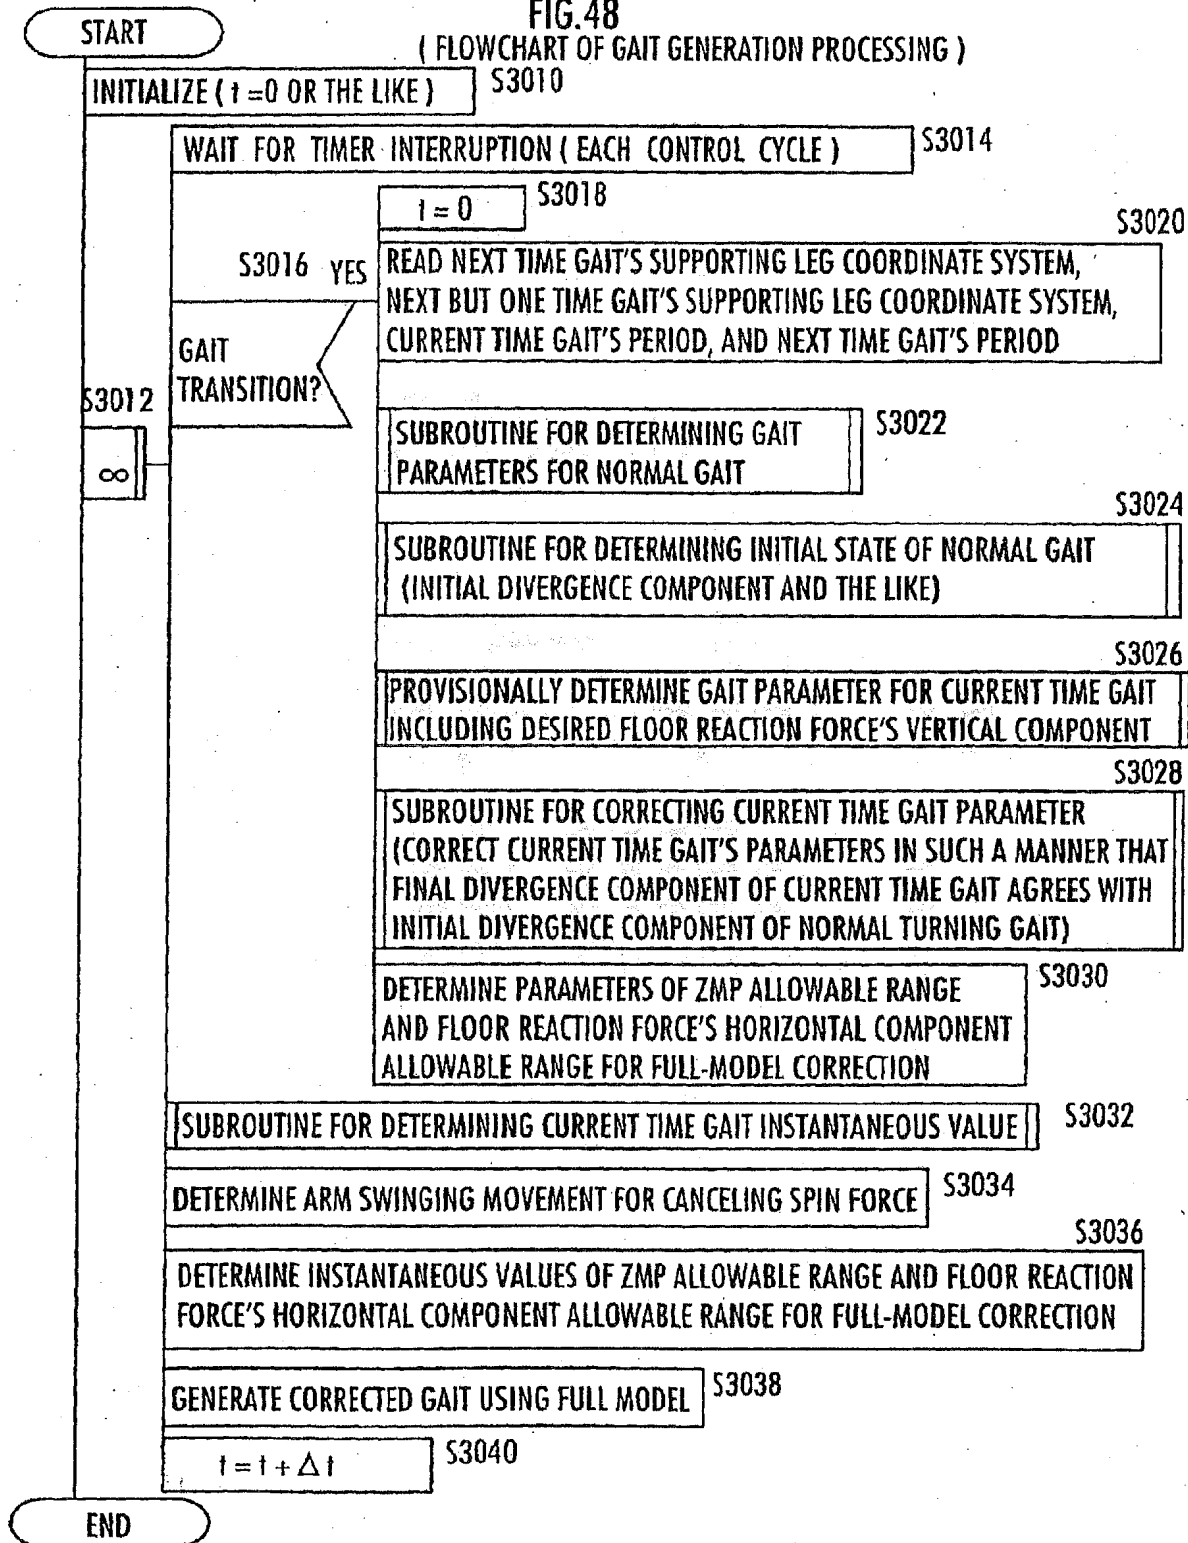 FIG.48
( FLOWCHART OF GAIT GENERATION PROCESSING )
START
INITIALIZE ( t =0 OR THE LIKE )
S3010
WAIT FOR TIMER INTERRUPTION ( EACH CONTROL CYCLE )
S3014
S3012
∞
S3016
YES
GAIT
TRANSITION?
t = 0
S3018
S3020
READ NEXT TIME GAIT'S SUPPORTING LEG COORDINATE SYSTEM,
NEXT BUT ONE TIME GAIT'S SUPPORTING LEG COORDINATE SYSTEM,
CURRENT TIME GAIT'S PERIOD, AND NEXT TIME GAIT'S PERIOD
SUBROUTINE FOR DETERMINING GAIT
PARAMETERS FOR NORMAL GAIT
S3022
S3024
SUBROUTINE FOR DETERMINING INITIAL STATE OF NORMAL GAIT
(INITIAL DIVERGENCE COMPONENT AND THE LIKE)
S3026
PROVISIONALLY DETERMINE GAIT PARAMETER FOR CURRENT TIME GAIT
INCLUDING DESIRED FLOOR REACTION FORCE'S VERTICAL COMPONENT
S3028
SUBROUTINE FOR CORRECTING CURRENT TIME GAIT PARAMETER
(CORRECT CURRENT TIME GAIT'S PARAMETERS IN SUCH A MANNER THAT
FINAL DIVERGENCE COMPONENT OF CURRENT TIME GAIT AGREES WITH
INITIAL DIVERGENCE COMPONENT OF NORMAL TURNING GAIT)
DETERMINE PARAMETERS OF ZMP ALLOWABLE RANGE
AND FLOOR REACTION FORCE'S HORIZONTAL COMPONENT
ALLOWABLE RANGE FOR FULL-MODEL CORRECTION
S3030
SUBROUTINE FOR DETERMINING CURRENT TIME GAIT INSTANTANEOUS VALUE
S3032
DETERMINE ARM SWINGING MOVEMENT FOR CANCELING SPIN FORCE
S3034
S3036
DETERMINE INSTANTANEOUS VALUES OF ZMP ALLOWABLE RANGE AND FLOOR REACTION
FORCE'S HORIZONTAL COMPONENT ALLOWABLE RANGE FOR FULL-MODEL CORRECTION
GENERATE CORRECTED GAIT USING FULL MODEL
S3038
t = t + Δ t
S3040
END